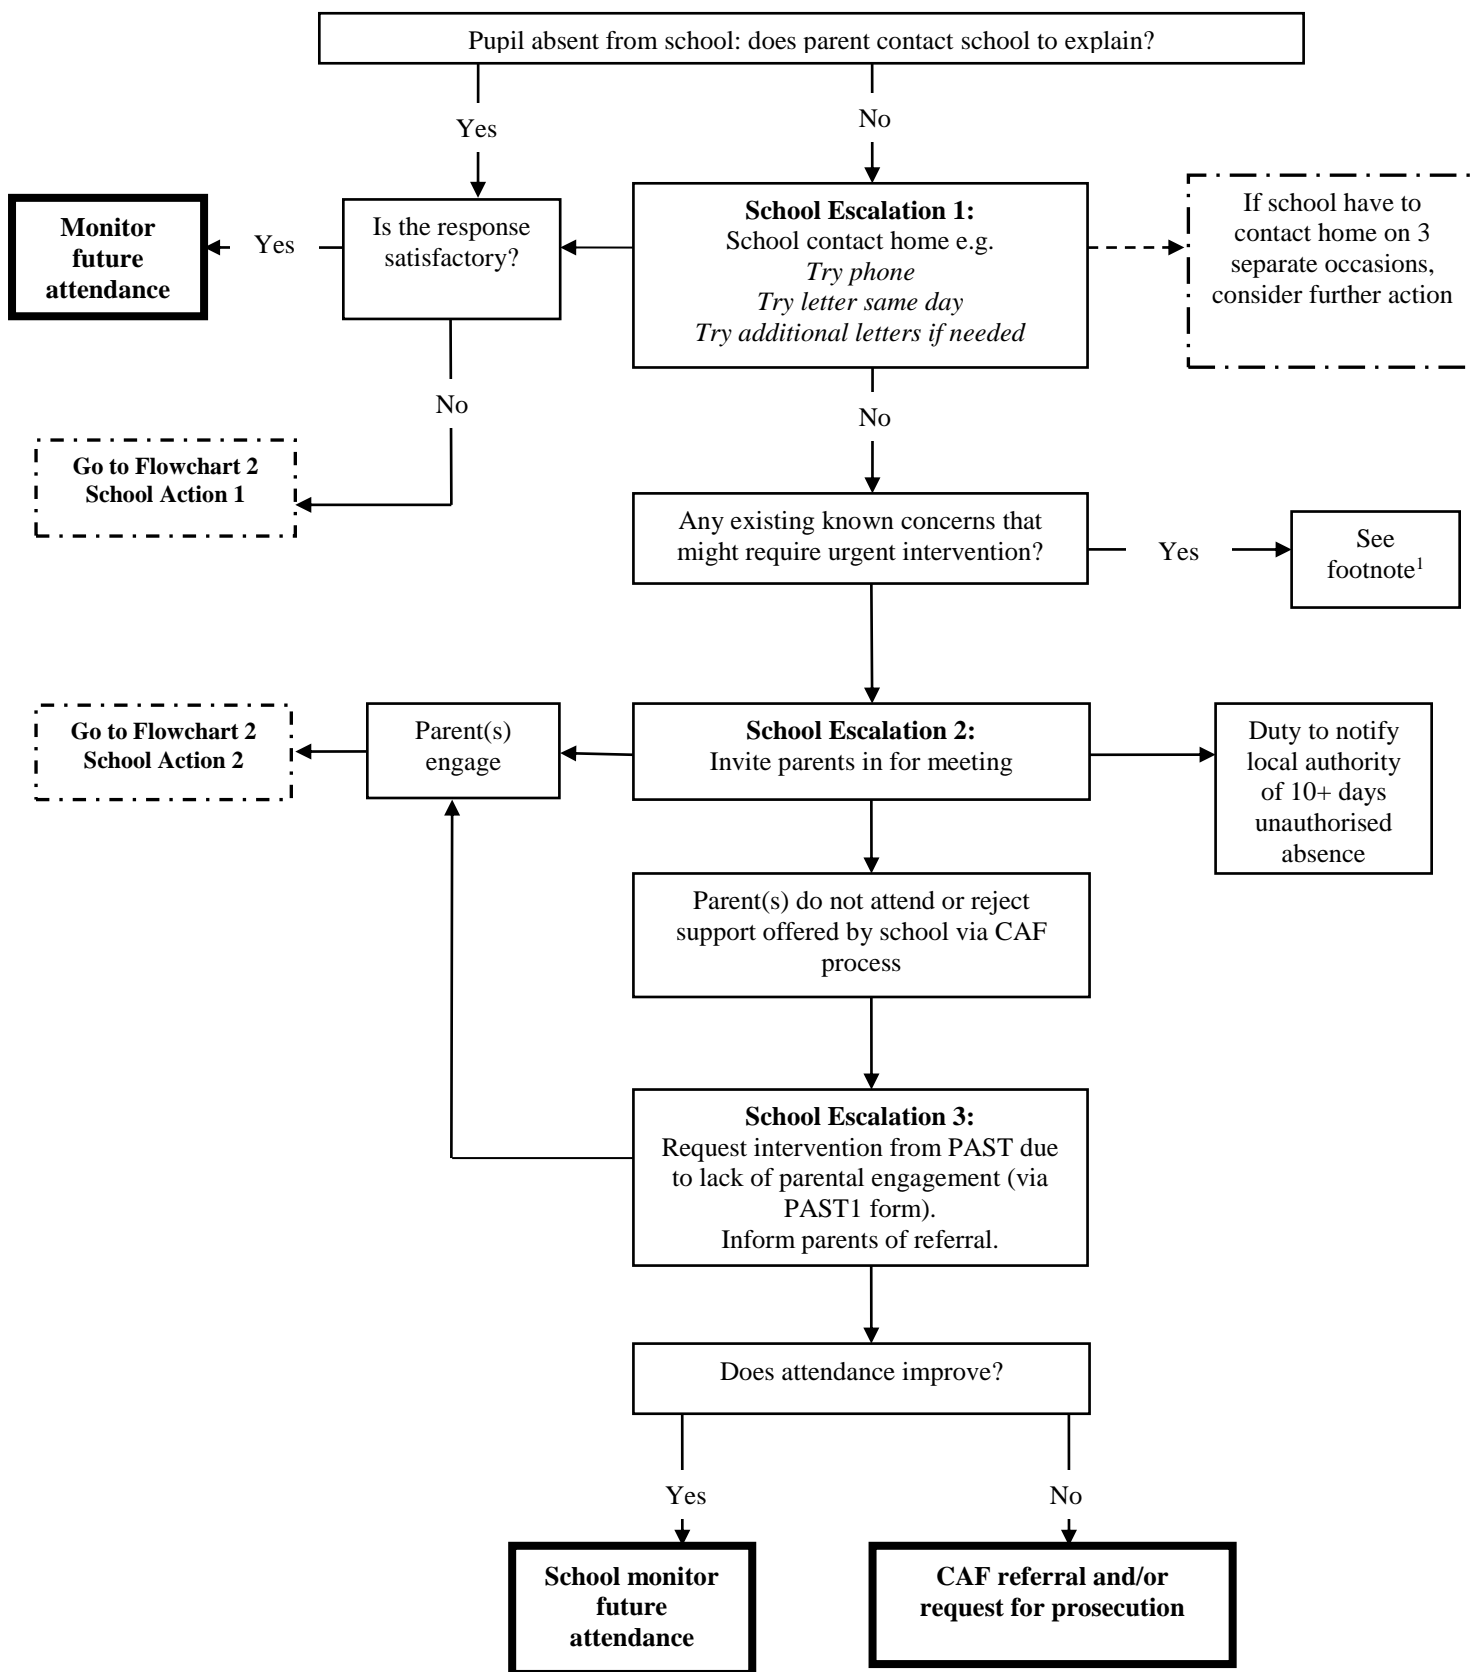 Pupil absent from school: does parent contact school to explain?
Yes
No
Monitor
future
attendance
Yes
Is the response
satisfactory?
School Escalation 1:
School contact home e.g.
Try phone
Try letter same day
Try additional letters if needed
If school have to
contact home on 3
separate occasions,
consider further action
No
No
Go to Flowchart 2
School Action 1
Any existing known concerns that
might require urgent intervention?
Yes
See
footnote¹
Go to Flowchart 2
School Action 2
Parent(s)
engage
School Escalation 2:
Invite parents in for meeting
Duty to notify
local authority
of 10+ days
unauthorised
absence
Parent(s) do not attend or reject
support offered by school via CAF
process
School Escalation 3:
Request intervention from PAST due
to lack of parental engagement (via
PAST1 form).
Inform parents of referral.
Does attendance improve?
Yes
No
School monitor
future
attendance
CAF referral and/or
request for prosecution